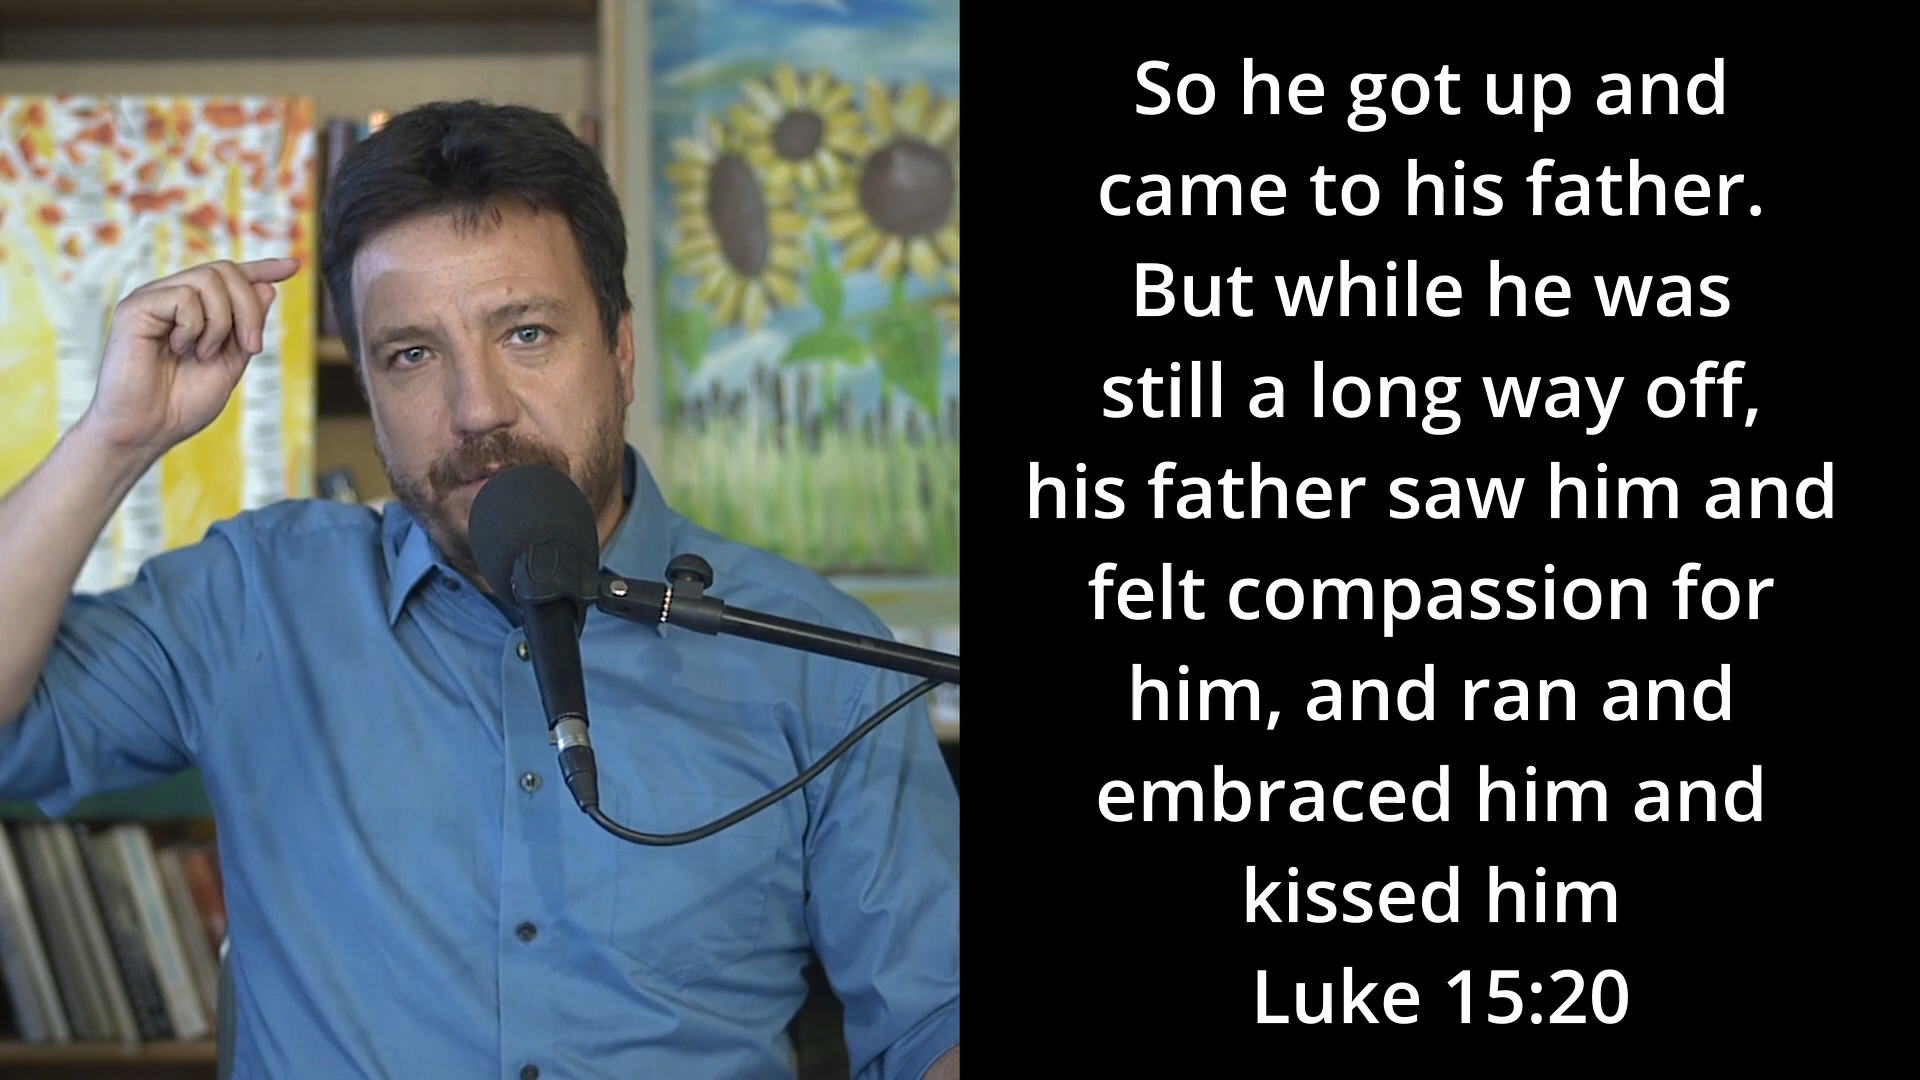 So he got up and
came to his father.
But while he was
still a long way off,
his father saw him and
felt compassion for
him, and ran and
embraced him and
kissed him
Luke 15:20